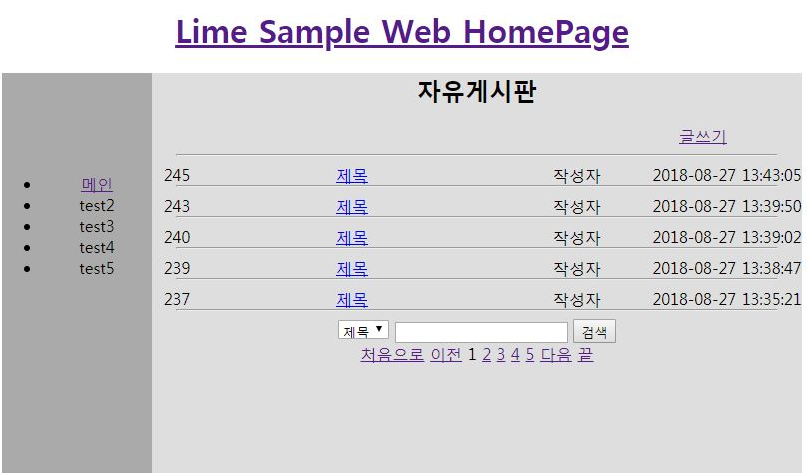 Lime Sample Web HomePage
자유게시판
글쓰기
메인
test2
test3
test4
test5
245 제목 작성자 2018-08-27 13:43:05
243 제목 작성자 2018-08-27 13:39:50
240 제목 작성자 2018-08-27 13:39:02
239 제목 작성자 2018-08-27 13:38:47
237 제목 작성자 2018-08-27 13:35:21
제목 검색
처음으로 이전 1 2 3 4 5 다음 끝